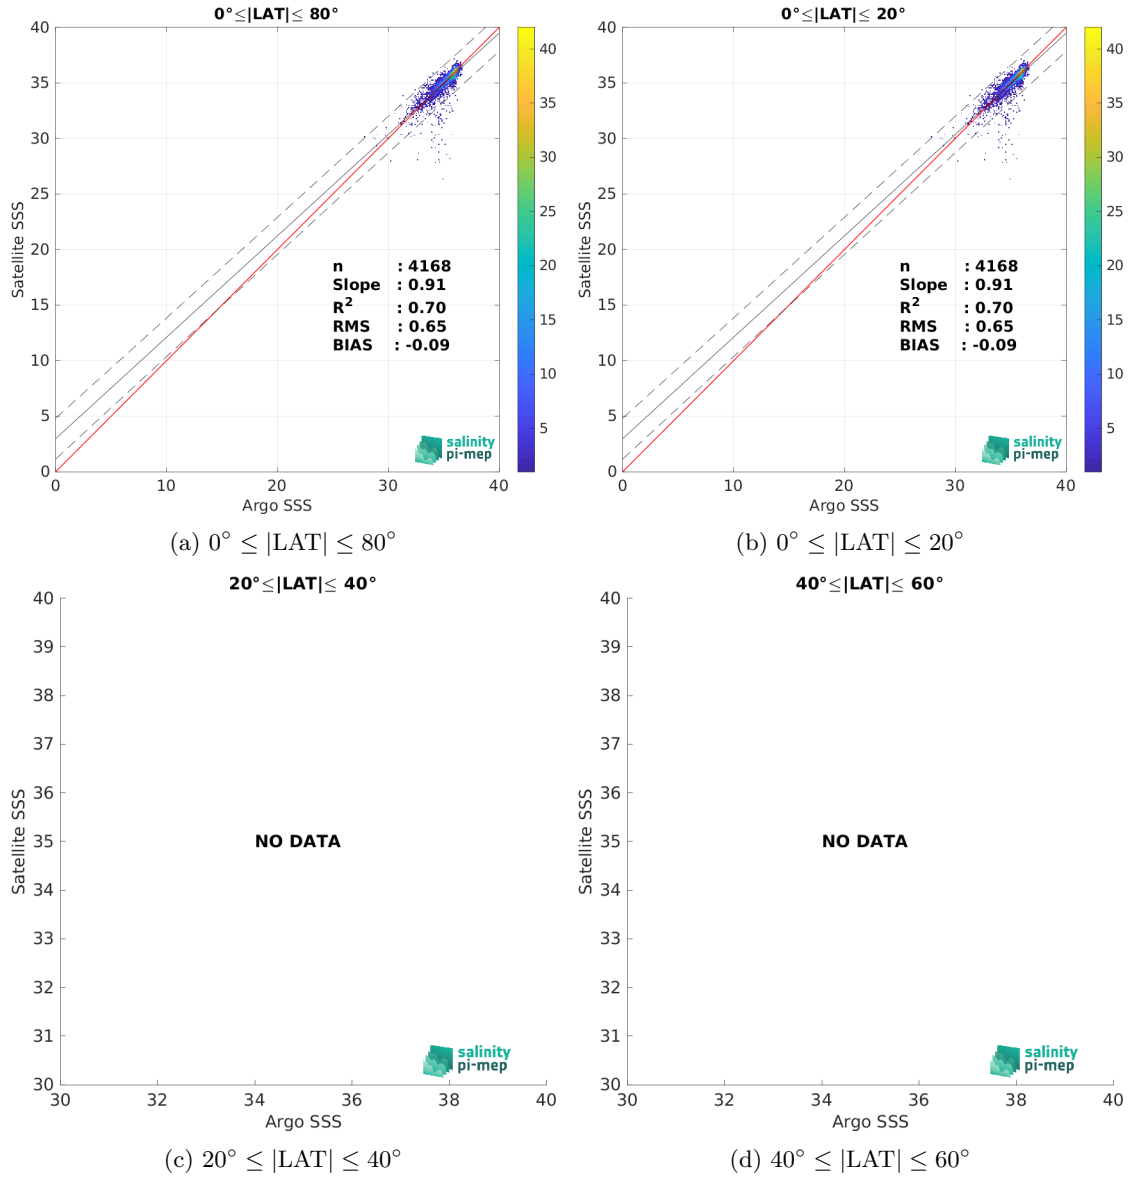 0°≤|LAT|≤ 80°
40
35
30
25
20
15
10
5
0
Satellite SSS
n : 4168
Slope : 0.91
R² : 0.70
RMS : 0.65
BIAS : -0.09
salinity
pi-mep
0 10 20 30 40
Argo SSS
40
35
30
25
20
15
10
5
(a) 0° ≤ |LAT| ≤ 80°
0°≤|LAT|≤ 20°
40
35
30
25
20
15
10
5
0
Satellite SSS
n : 4168
Slope : 0.91
R² : 0.70
RMS : 0.65
BIAS : -0.09
salinity
pi-mep
0 10 20 30 40
Argo SSS
40
35
30
25
20
15
10
5
(b) 0° ≤ |LAT| ≤ 20°
20°≤|LAT|≤ 40°
40
39
38
37
36
35
34
33
32
31
30
Satellite SSS
NO DATA
salinity
pi-mep
30 32 34 36 38 40
Argo SSS
(c) 20° ≤ |LAT| ≤ 40°
40°≤|LAT|≤ 60°
40
39
38
37
36
35
34
33
32
31
30
Satellite SSS
NO DATA
salinity
pi-mep
30 32 34 36 38 40
Argo SSS
(d) 40° ≤ |LAT| ≤ 60°